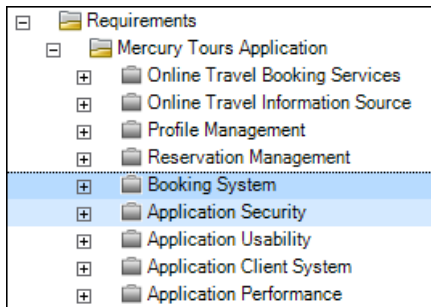 Requirements
Mercury Tours Application
Online Travel Booking Services
Online Travel Information Source
Profile Management
Reservation Management
Booking System
Application Security
Application Usability
Application Client System
Application Performance